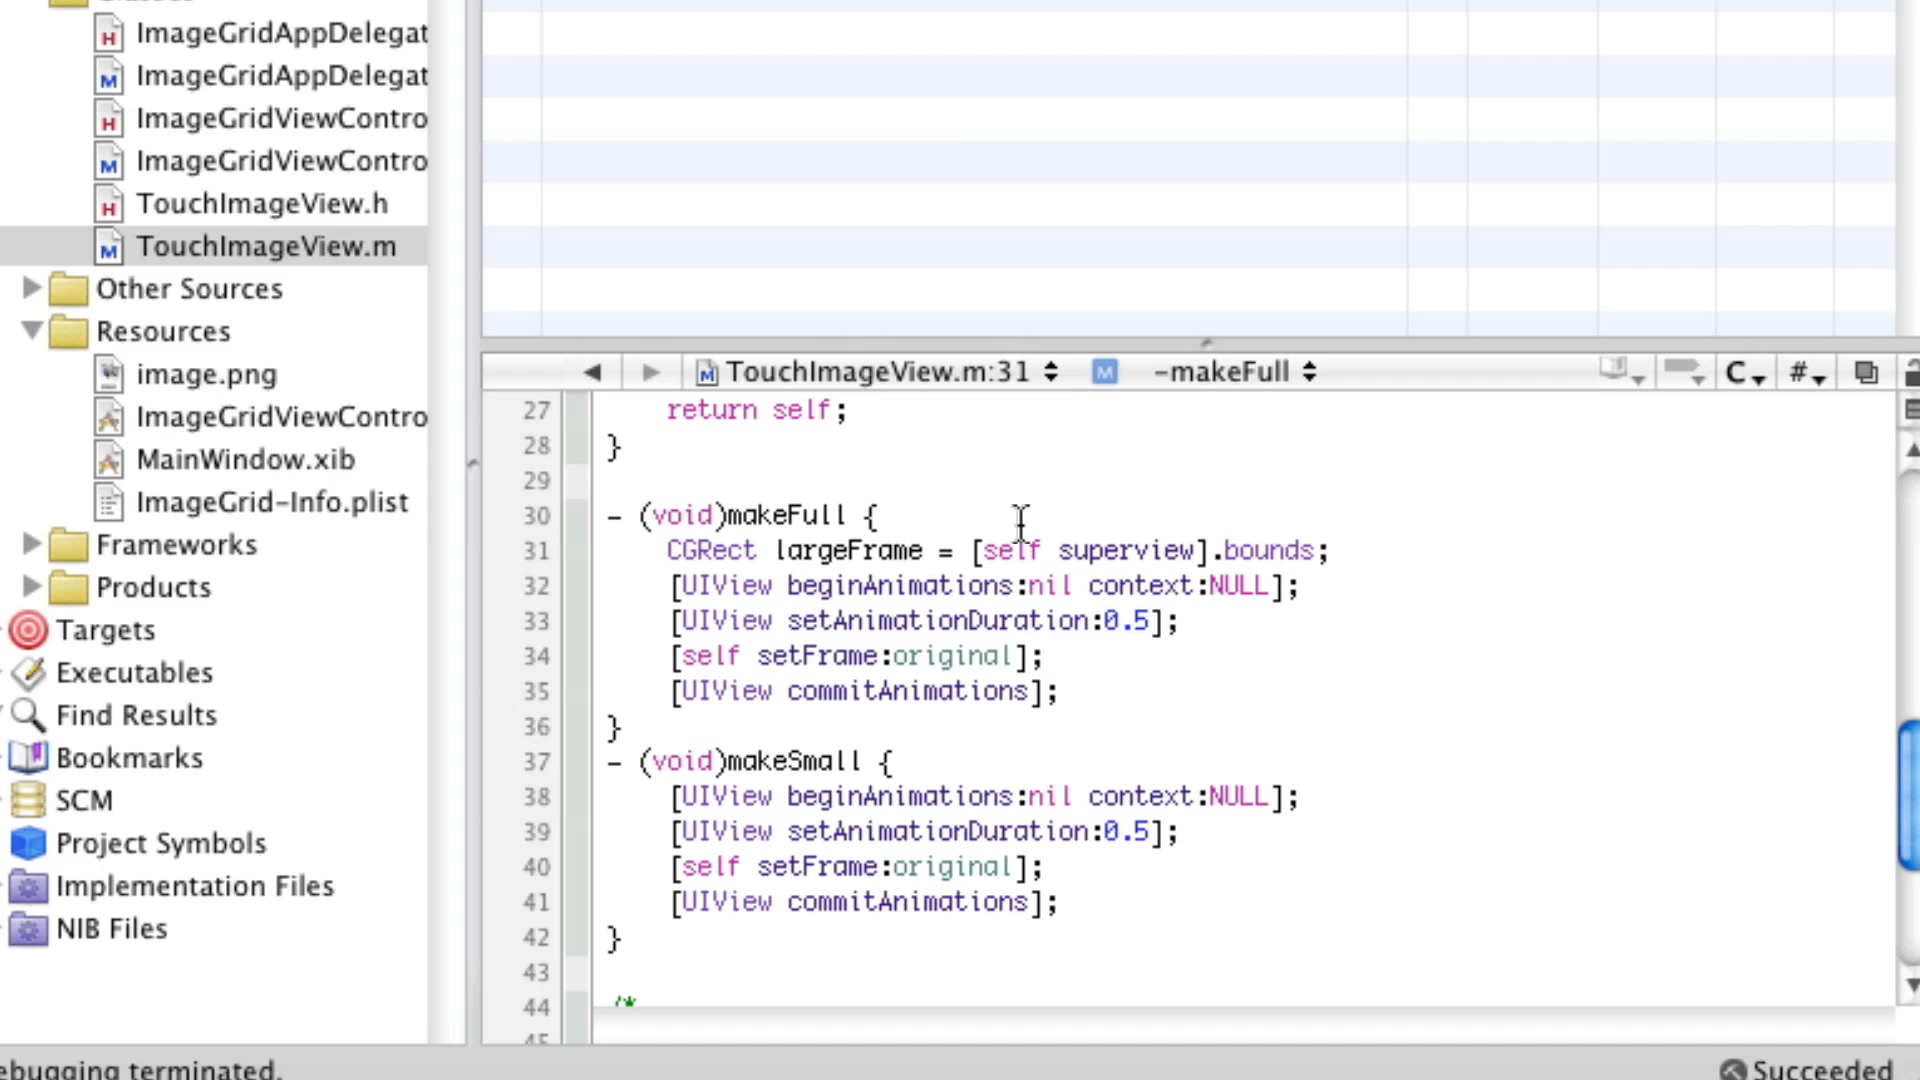 ImageGridAppDelegat
ImageGridAppDelegat
ImageGridViewContro
ImageGridViewContro
TouchImageView.h
TouchImageView.m
Other Sources
Resources
image.png
ImageGridViewContro
MainWindow.xib
ImageGrid-Info.plist
Frameworks
Products
Targets
Executables
Find Results
Bookmarks
SCM
Project Symbols
Implementation Files
NIB Files
TouchImageView.m:31 M -makeFull C #
27 return self;
28 }
29
30 - (void)makeFull {
31 CGRect largeFrame = [self superview].bounds;
32 [UIView beginAnimations:nil context:NULL];
33 [UIView setAnimationDuration:0.5];
34 [self setFrame:original];
35 [UIView commitAnimations];
36 }
37 - (void)makeSmall {
38 [UIView beginAnimations:nil context:NULL];
39 [UIView setAnimationDuration:0.5];
40 [self setFrame:original];
41 [UIView commitAnimations];
42 }
43
44 /*
ebugging terminated. Succeeded